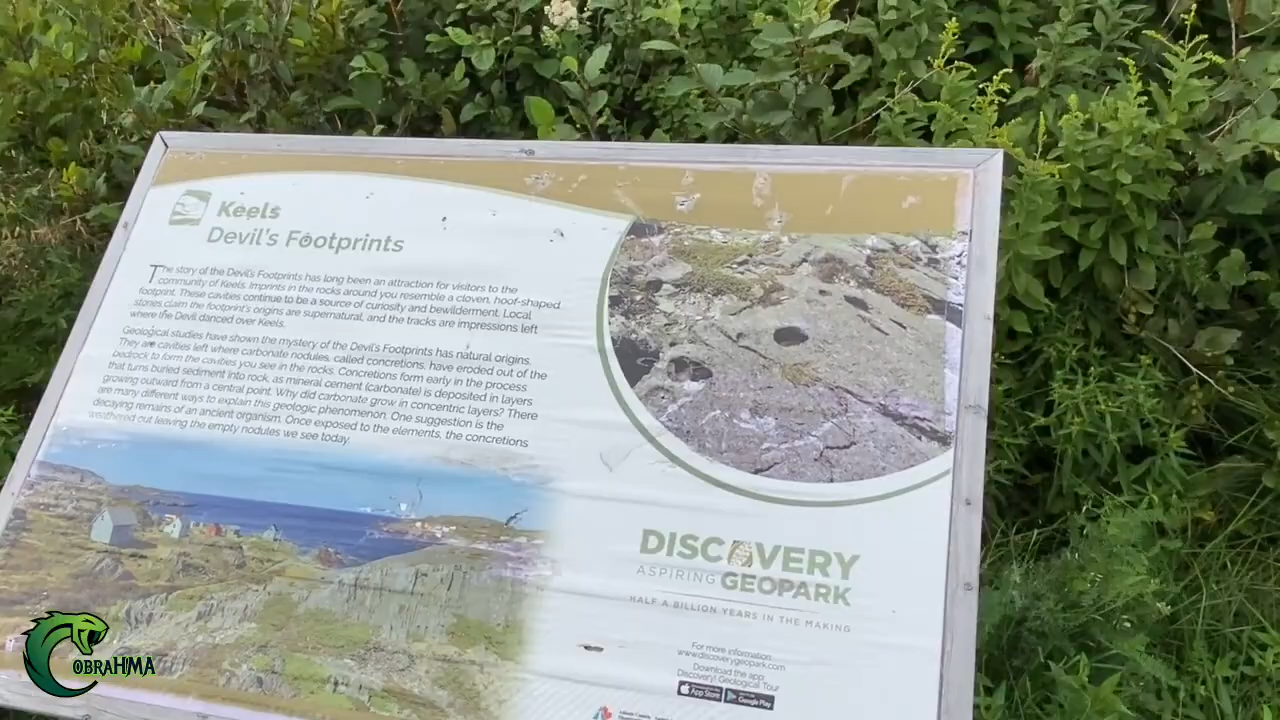 Keels
Devil's Footprints
The story of the Devil's Footprints has long been an attraction for visitors to the
community of Keels. Imprints in the rocks around you resemble a cloven, hoof-shaped
footprint. These cavities continue to be a source of curiosity and bewilderment. Local
stories claim the footprint's origins are supernatural, and the tracks are impressions left
where the Devil danced over Keels.
Geological studies have shown the mystery of the Devil's Footprints has natural origins.
They are cavities left where carbonate nodules, called concretions, have eroded out of the
bedrock to form the cavities you see in the rocks. Concretions form early in the process
that turns buried sediment into rock, as mineral cement (carbonate) is deposited in layers
growing outward from a central point. Why did carbonate grow in concentric layers? There
are many different ways to explain this geologic phenomenon. One suggestion is the
decaying remains of an ancient organism. Once exposed to the elements, the concretions
weathered out leaving the empty nodules we see today.
DISCOVERY
ASPIRING GEOPARK
HALF A BILLION YEARS IN THE MAKING
For more information:
www.discoverygeopark.com
Download the app:
Discovery! Geological Tour
App Store
Google Play
COBRAHMA